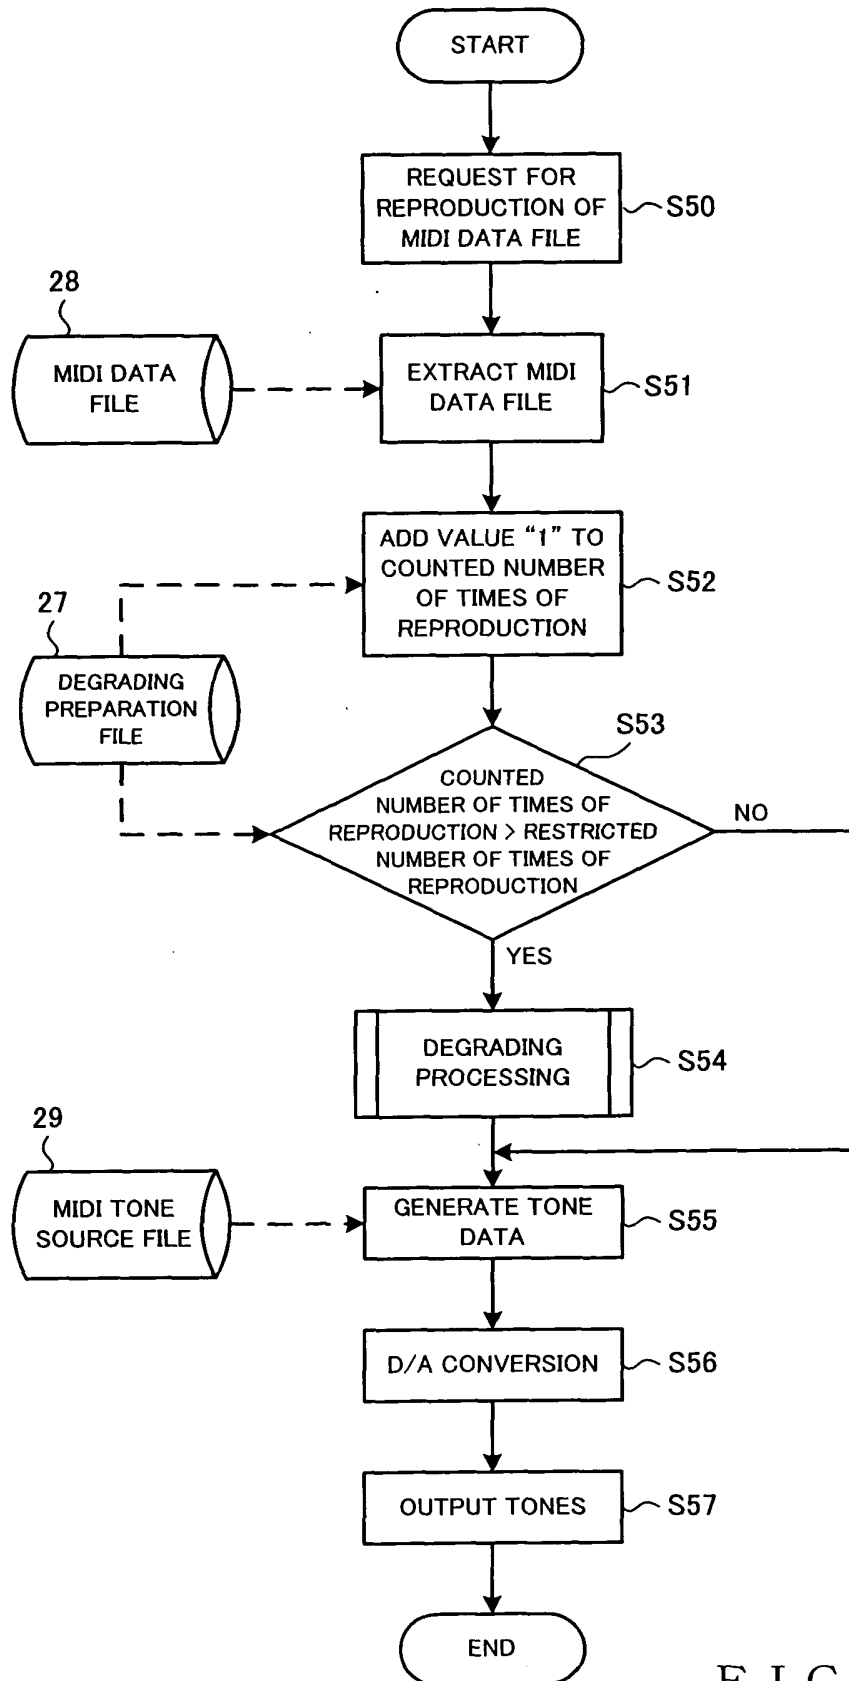 START
REQUEST FOR
REPRODUCTION OF
MIDI DATA FILE
S50
28
MIDI DATA
FILE
EXTRACT MIDI
DATA FILE
S51
ADD VALUE “1” TO
COUNTED NUMBER
OF TIMES OF
REPRODUCTION
S52
27
DEGRADING
PREPARATION
FILE
S53
COUNTED
NUMBER OF TIMES OF
REPRODUCTION > RESTRICTED
NUMBER OF TIMES OF
REPRODUCTION
NO
YES
DEGRADING
PROCESSING
S54
29
MIDI TONE
SOURCE FILE
GENERATE TONE
DATA
S55
D/A CONVERSION
S56
OUTPUT TONES
S57
END
F I G